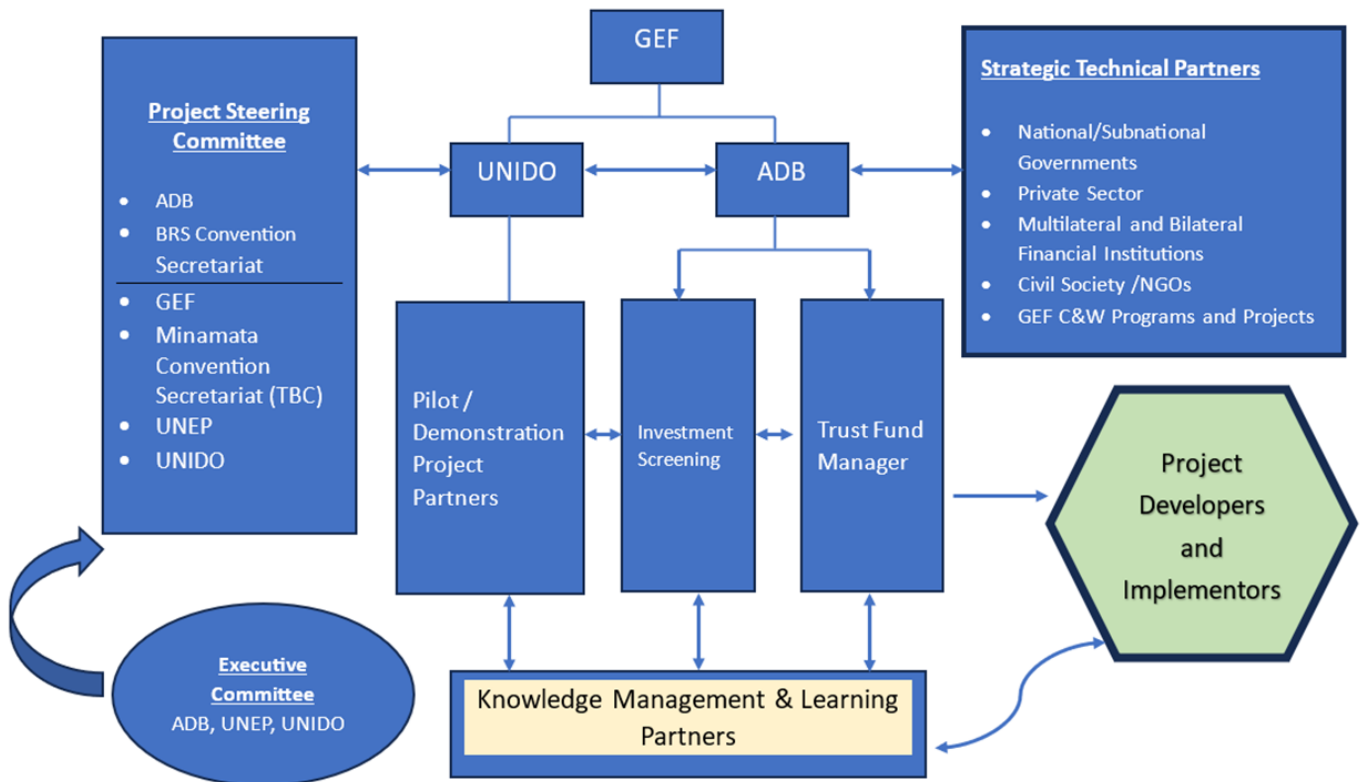 GEF
Project Steering
Committee
• ADB
• BRS Convention
Secretariat
• GEF
• Minamata
Convention
Secretariat (TBC)
• UNEP
• UNIDO
UNIDO
ADB
Strategic Technical Partners
• National/Subnational
Governments
• Private Sector
• Multilateral and Bilateral
Financial Institutions
• Civil Society /NGOs
• GEF C&W Programs and Projects
Pilot /
Demonstration
Project
Partners
Investment
Screening
Trust Fund
Manager
Project
Developers
and
Implementors
Executive
Committee
ADB, UNEP, UNIDO
Knowledge Management & Learning
Partners